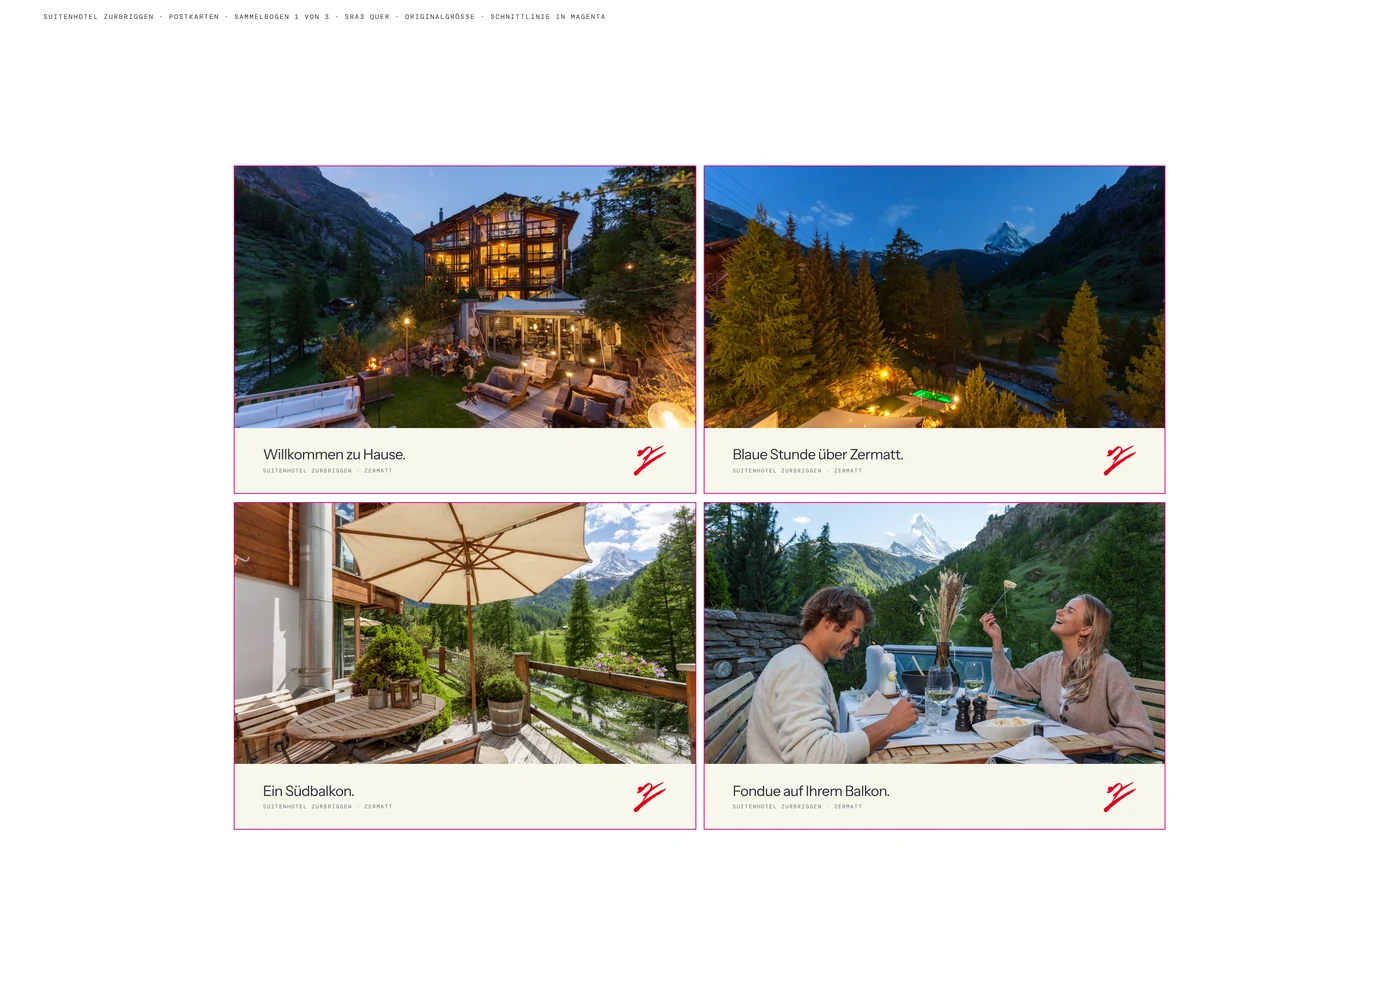 SUITENHOTEL ZURBRIGGEN · POSTKARTEN · SAMMELBOGEN 1 VON 3 · SRA3 QUER · ORIGINALGRÖSSE · SCHNITTLINIE IN MAGENTA
Willkommen zu Hause.
SUITENHOTEL ZURBRIGGEN · ZERMATT
Blaue Stunde über Zermatt.
SUITENHOTEL ZURBRIGGEN · ZERMATT
Ein Südbalkon.
SUITENHOTEL ZURBRIGGEN · ZERMATT
Fondue auf Ihrem Balkon.
SUITENHOTEL ZURBRIGGEN · ZERMATT